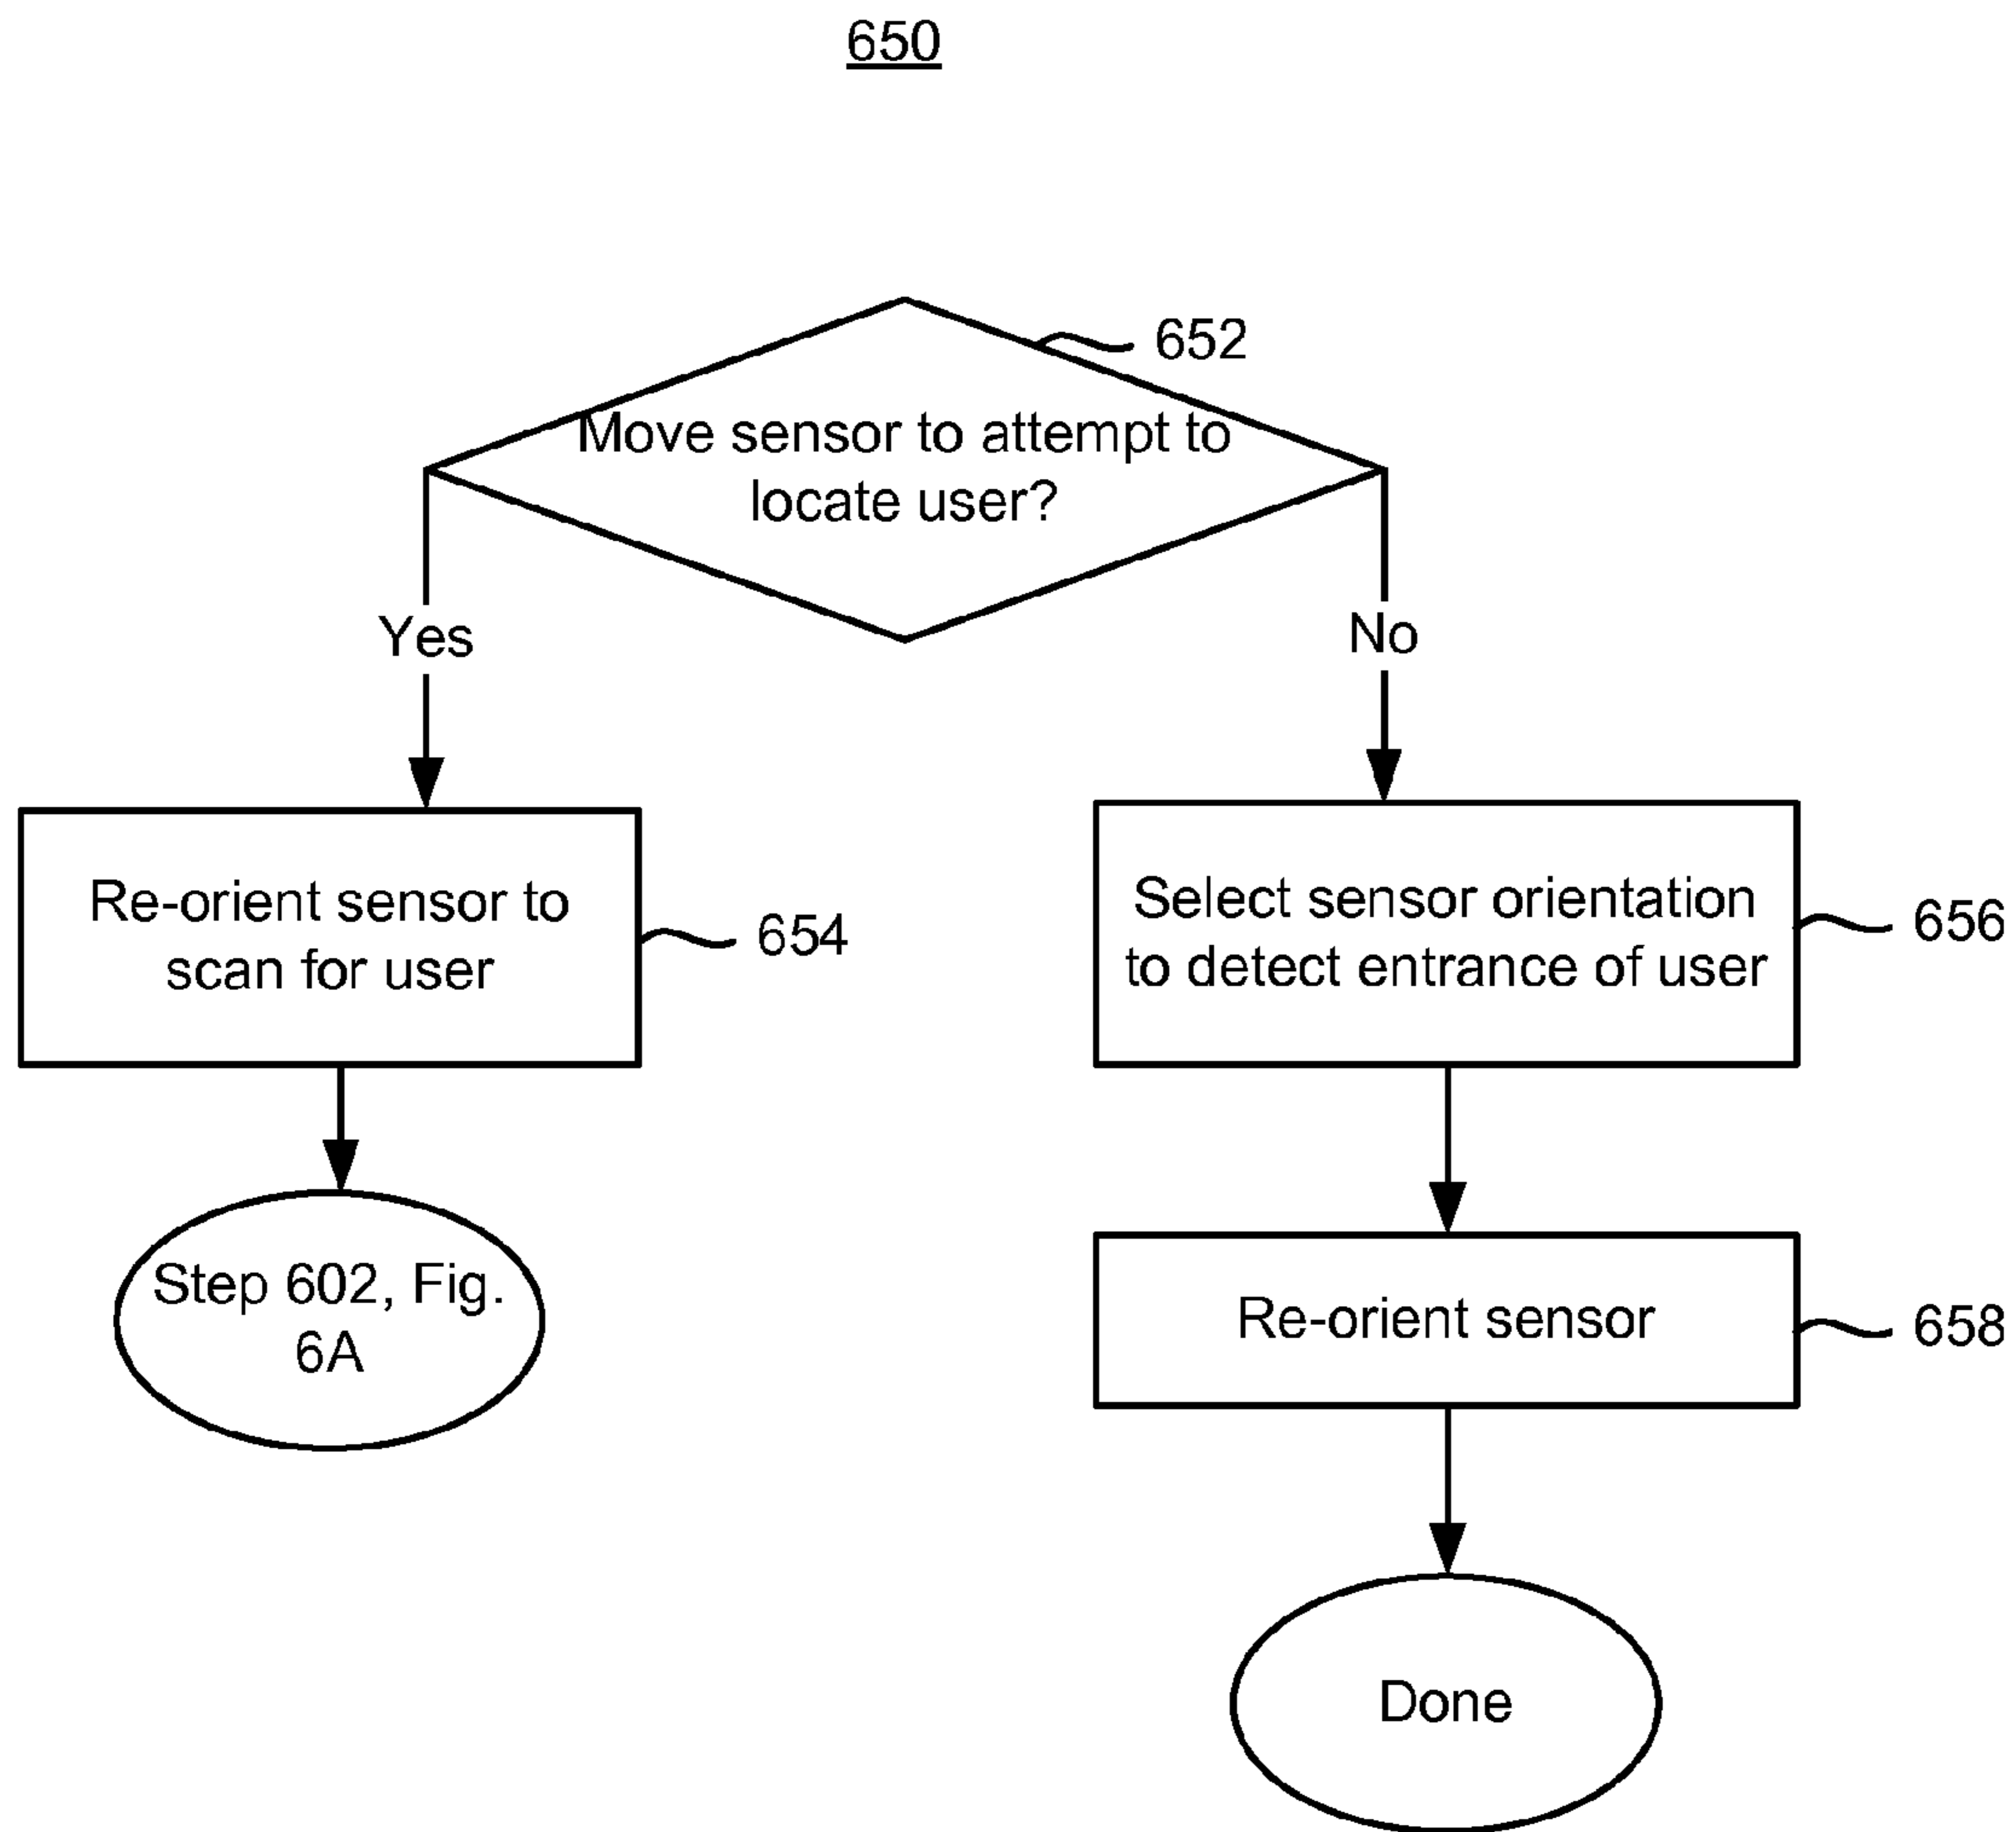 650
652
Move sensor to attempt to
locate user?
Yes
No
Re-orient sensor to
scan for user
654
Select sensor orientation
to detect entrance of user
656
Step 602, Fig.
6A
Re-orient sensor
658
Done